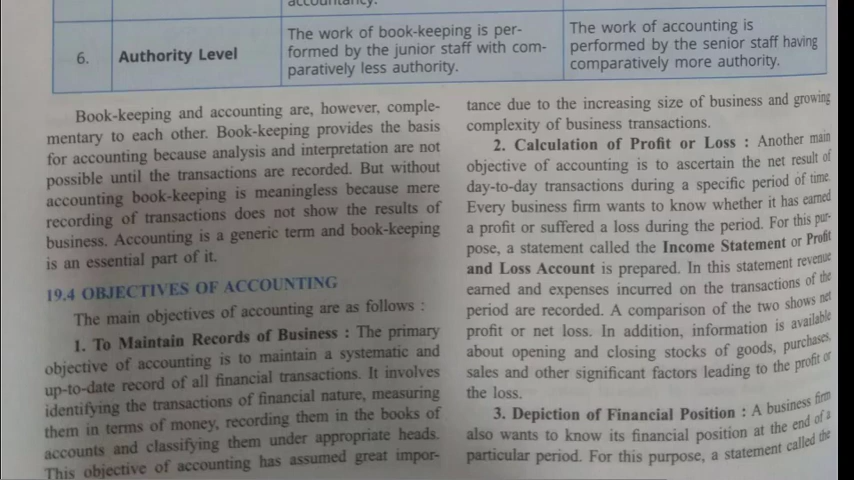 accountancy.
6.
Authority Level
The work of book-keeping is per-
formed by the junior staff with com-
paratively less authority.
The work of accounting is
performed by the senior staff having
comparatively more authority.
Book-keeping and accounting are, however, comple-
mentary to each other. Book-keeping provides the basis
for accounting because analysis and interpretation are not
possible until the transactions are recorded. But without
accounting book-keeping is meaningless because mere
recording of transactions does not show the results of
business. Accounting is a generic term and book-keeping
is an essential part of it.
19.4 OBJECTIVES OF ACCOUNTING
The main objectives of accounting are as follows :
1. To Maintain Records of Business : The primary
objective of accounting is to maintain a systematic and
up-to-date record of all financial transactions. It involves
identifying the transactions of financial nature, measuring
them in terms of money, recording them in the books of
accounts and classifying them under appropriate heads.
This objective of accounting has assumed great impor-
tance due to the increasing size of business and growing
complexity of business transactions.
2. Calculation of Profit or Loss : Another main
objective of accounting is to ascertain the net result of
day-to-day transactions during a specific period of time.
Every business firm wants to know whether it has earned
a profit or suffered a loss during the period. For this pur-
pose, a statement called the Income Statement or Profit
and Loss Account is prepared. In this statement revenue
earned and expenses incurred on the transactions of the
period are recorded. A comparison of the two shows net
profit or net loss. In addition, information is available
about opening and closing stocks of goods, purchases,
sales and other significant factors leading to the profit or
the loss.
3. Depiction of Financial Position : A business firm
also wants to know its financial position at the end of a
particular period. For this purpose, a statement called the